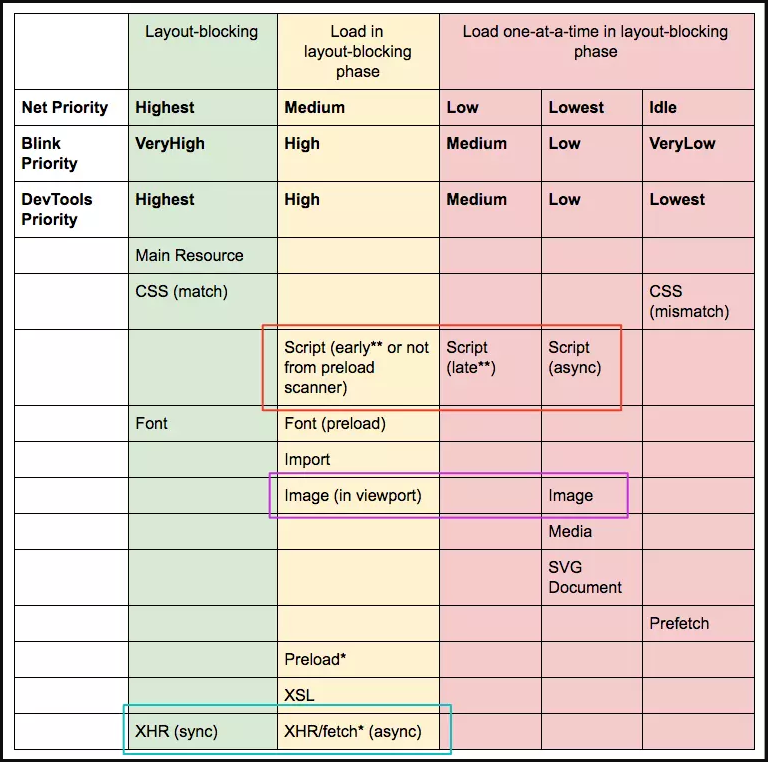 Layout-blocking
Load in
layout-blocking
phase
Load one-at-a-time in layout-blocking
phase
Net Priority
Highest
Medium
Low
Lowest
Idle
Blink
Priority
VeryHigh
High
Medium
Low
VeryLow
DevTools
Priority
Highest
High
Medium
Low
Lowest
Main Resource
CSS (match)
CSS
(mismatch)
Script (early** or not
from preload
scanner)
Script
(late**)
Script
(async)
Font
Font (preload)
Import
Image (in viewport)
Image
Media
SVG
Document
Prefetch
Preload*
XSL
XHR (sync)
XHR/fetch* (async)